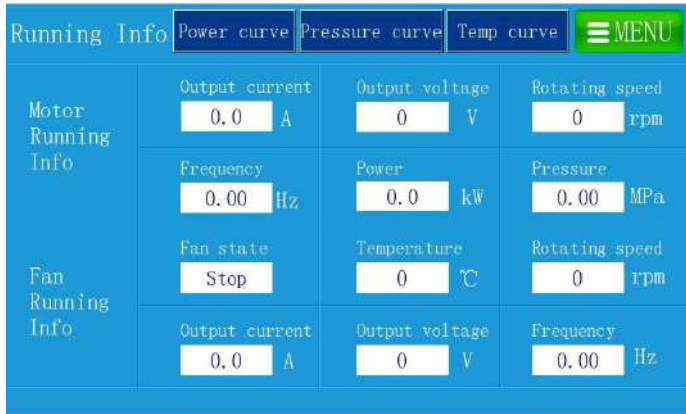 Running Info Power curve Pressure curve Temp curve MENU
Output current Output voltage Rotating speed
Motor
Running
Info
0.0 A 0 V 0 rpm
Frequency Power Pressure
0.00 Hz 0.0 kW 0.00 MPa
Fan state Temperature Rotating speed
Fan
Running
Info
Stop 0 ℃ 0 rpm
Output current Output voltage Frequency
0.0 A 0 V 0.00 Hz